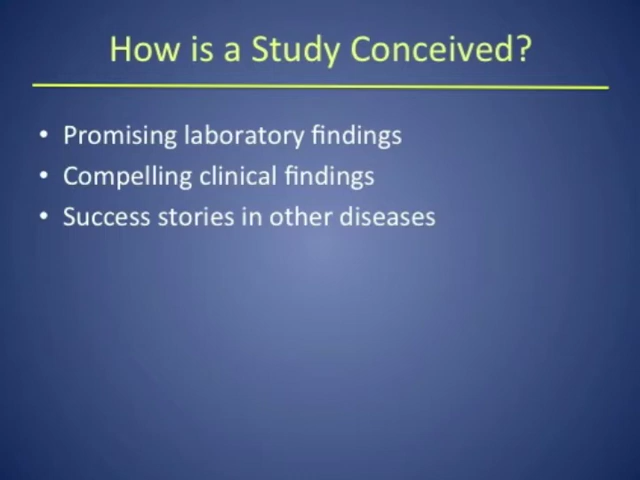 How is a Study Conceived?
• Promising laboratory findings
• Compelling clinical findings
• Success stories in other diseases